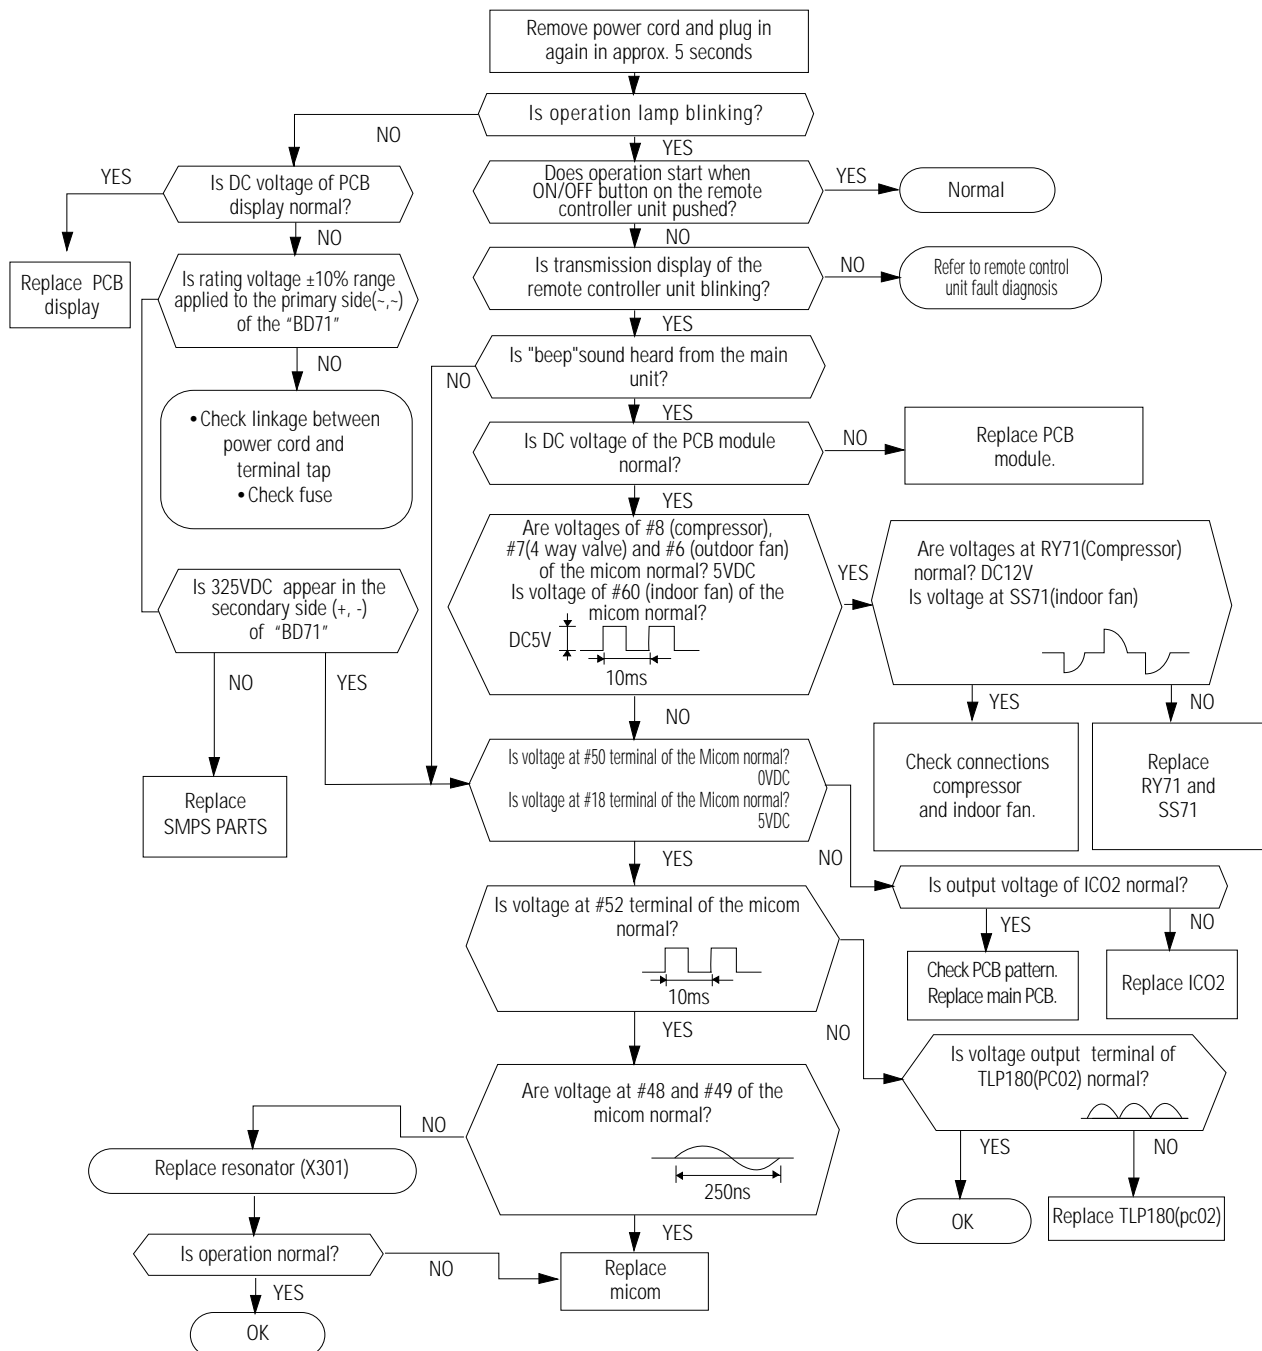 Remove power cord and plug in
again in approx. 5 seconds
Is operation lamp blinking?
NO
YES
Is DC voltage of PCB
display normal?
YES
NO
Replace PCB
display
Does operation start when
ON/OFF button on the remote
controller unit pushed?
YES
Normal
NO
Is rating voltage ±10% range
applied to the primary side(~,~)
of the "BD71"
NO
Is transmission display of the
remote controller unit blinking?
NO
Refer to remote control
unit fault diagnosis
YES
Is "beep"sound heard from the main
unit?
NO
YES
• Check linkage between
power cord and
terminal tap
• Check fuse
Is DC voltage of the PCB module
normal?
NO
Replace PCB
module.
YES
Are voltages of #8 (compressor),
#7(4 way valve) and #6 (outdoor fan)
of the micom normal? 5VDC
Is voltage of #60 (indoor fan) of the
micom normal?
DC5V
10ms
YES
NO
Are voltages at RY71(Compressor)
normal? DC12V
Is voltage at SS71(indoor fan)
YES
NO
Check connections
compressor
and indoor fan.
Replace
RY71 and
SS71
Is 325VDC appear in the
secondary side (+, -)
of "BD71"
NO
YES
Replace
SMPS PARTS
Is voltage at #50 terminal of the Micom normal?
0VDC
Is voltage at #18 terminal of the Micom normal?
5VDC
YES
NO
Is output voltage of ICO2 normal?
YES
NO
Check PCB pattern.
Replace main PCB.
Replace ICO2
Is voltage at #52 terminal of the micom
normal?
10ms
YES
NO
Is voltage output terminal of
TLP180(PC02) normal?
YES
NO
OK
Replace TLP180(pc02)
Are voltage at #48 and #49 of the
micom normal?
250ns
NO
YES
Replace resonator (X301)
Is operation normal?
NO
YES
Replace
micom
OK